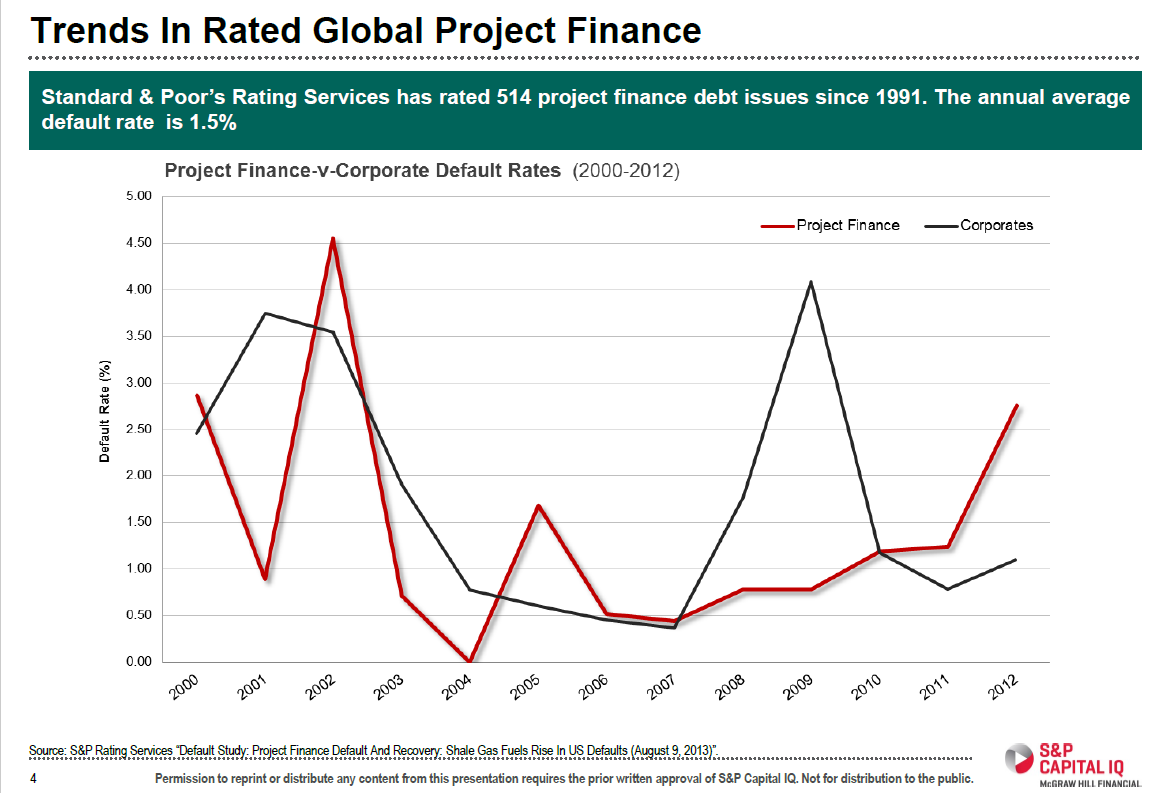 Trends In Rated Global Project Finance
Standard & Poor’s Rating Services has rated 514 project finance debt issues since 1991. The annual average
default rate is 1.5%
Project Finance-v-Corporate Default Rates (2000-2012)
5.00
4.50
4.00
3.50
3.00
2.50
2.00
1.50
1.00
0.50
0.00
Default Rate (%)
Project Finance
Corporates
2000
2001
2002
2003
2004
2005
2006
2007
2008
2009
2010
2011
2012
Source: S&P Rating Services “Default Study: Project Finance Default And Recovery: Shale Gas Fuels Rise In US Defaults (August 9, 2013)”.
4
Permission to reprint or distribute any content from this presentation requires the prior written approval of S&P Capital IQ. Not for distribution to the public.
S&P
CAPITAL IQ
McGRAW HILL FINANCIAL